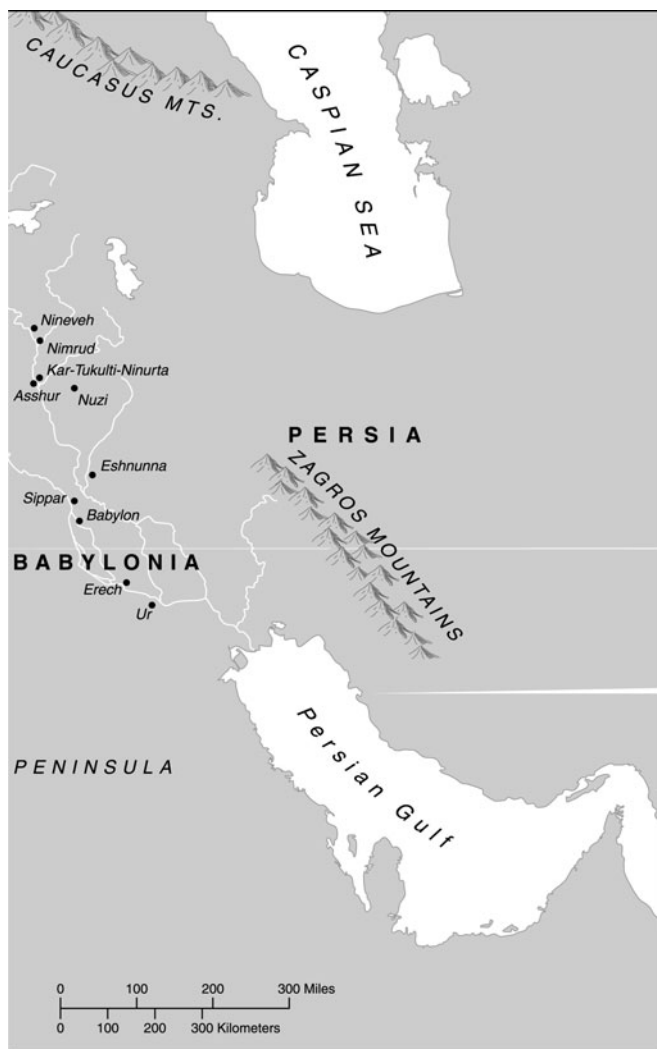 CAUCASUS MTS.
CASPIAN SEA
Nineveh
Nimrud
Kar-Tukulti-Ninurta
Asshur
Nuzi
PERSIA
ZAGROS MOUNTAINS
Eshnunna
Sippar
Babylon
BABYLONIA
Erech
Ur
Persian Gulf
PENINSULA
0 100 200 300 Miles
0 100 200 300 Kilometers